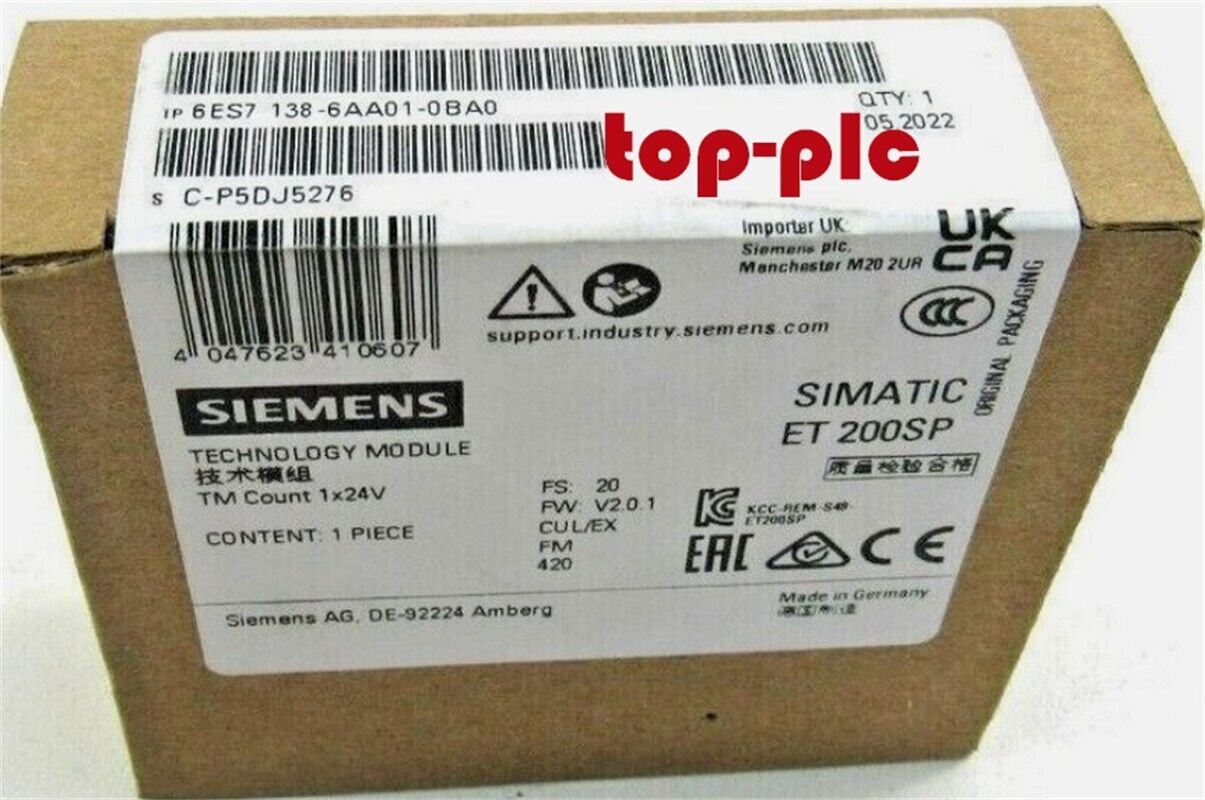 1P 6ES7 138-6AA01-0BA0
QTY: 1
05.2022
top-plc
S C-P5DJ5276
Importer UK:
Siemens plc.
Manchester M20 2UR
UK
CA
4 047623 410607
support.industry.siemens.com
CCC
ORIGINAL PACKAGING
SIEMENS
SIMATIC
ET 200SP
TECHNOLOGY MODULE
技术模组
TM Count 1x24V
质量检验合格
CONTENT: 1 PIECE
FS: 20
FW: V2.0.1
CUL/EX
FM
420
KCC-REM-S49-
ET200SP
EAC
CE
Siemens AG, DE-92224 Amberg
Made in Germany
德国制造